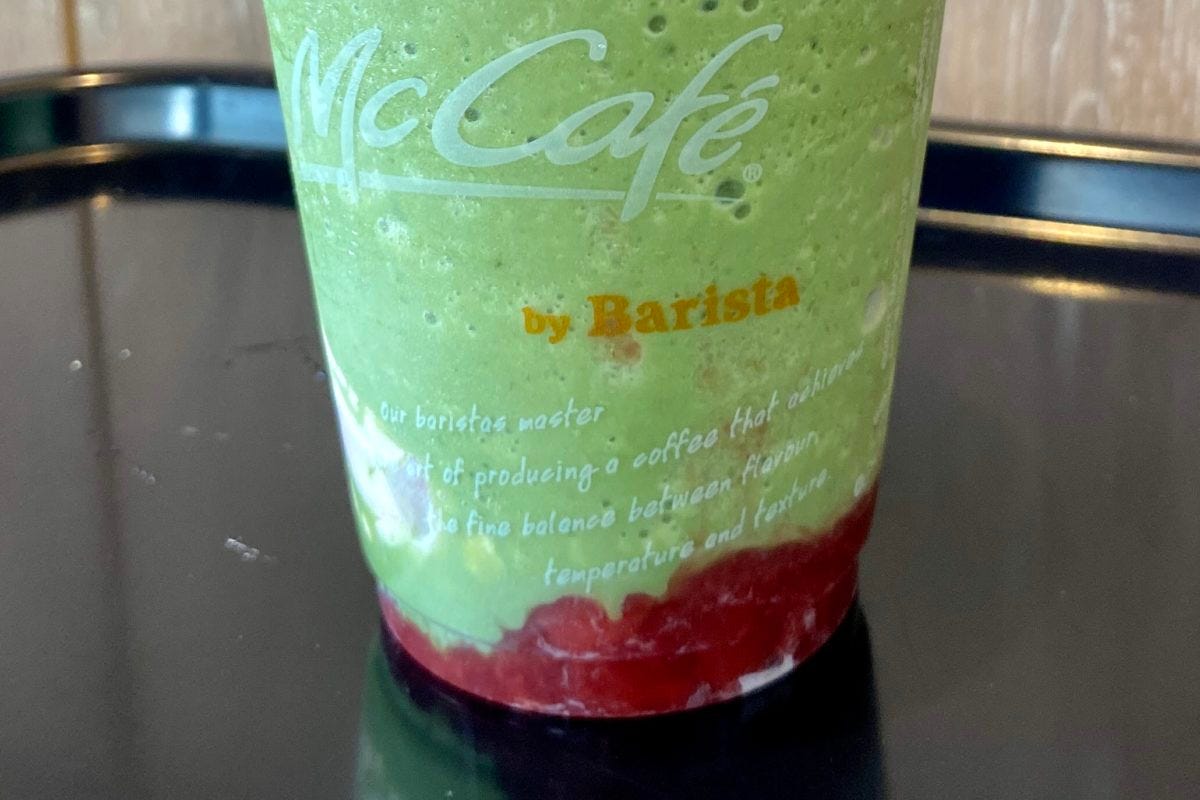 McCafé®
by Barista
our baristas master
art of producing a coffee that achieves
the fine balance between flavour,
temperature and texture.